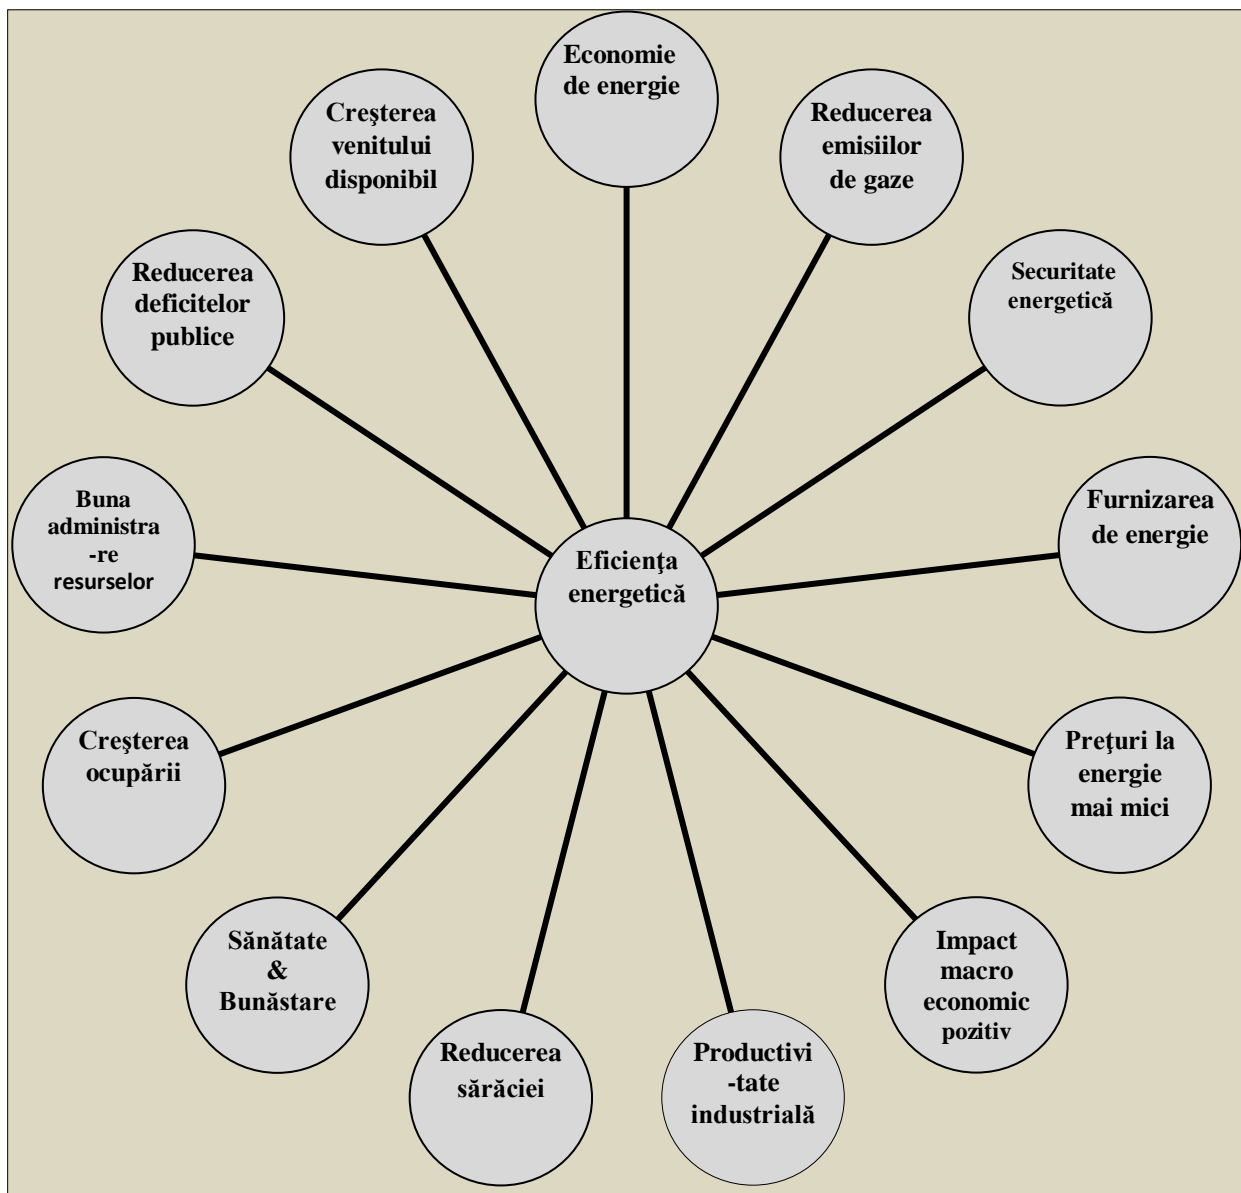 Economie
de energie
Reducerea
emisiilor
de gaze
Securitate
energetică
Furnizarea
de energie
Preţuri la
energie
mai mici
Impact
macro
economic
pozitiv
Productivi
-tate
industrială
Reducerea
sărăciei
Sănătate
&
Bunăstare
Creşterea
ocupării
Buna
administra
-re
resurselor
Reducerea
deficitelor
publice
Creşterea
venitului
disponibil
Eficienţa
energetică